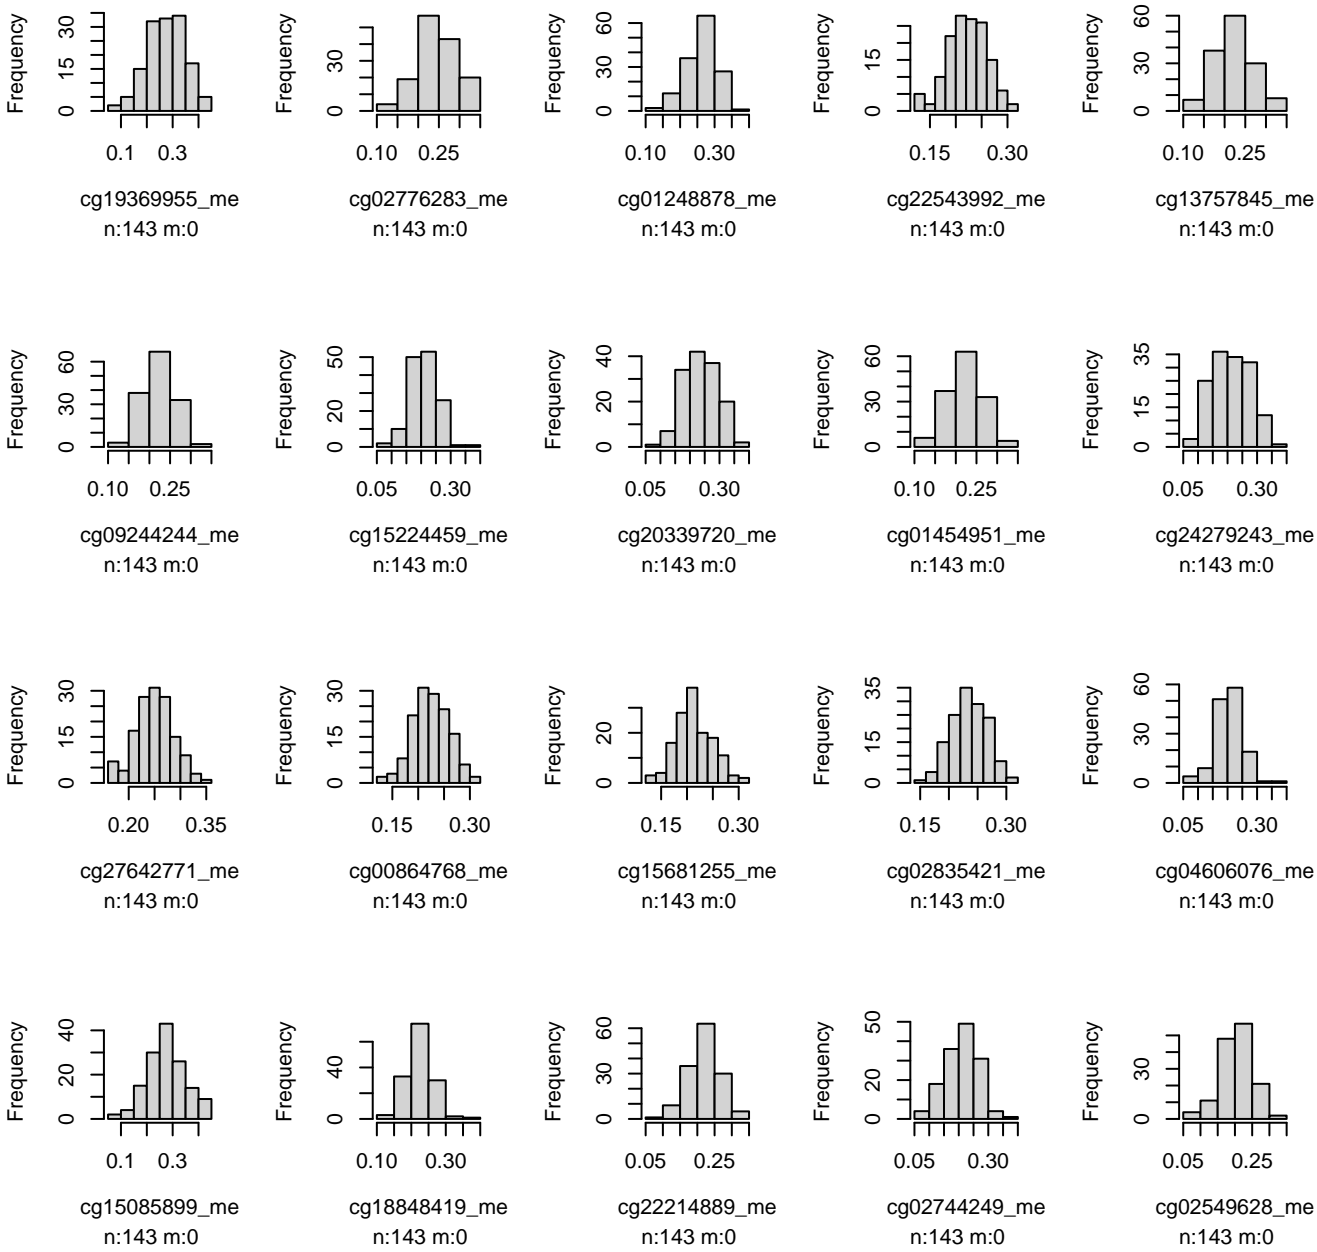 Frequency
0 15 30
0.1 0.3
cg19369955_me
n:143 m:0
Frequency
0 30
0.10 0.25
cg02776283_me
n:143 m:0
Frequency
0 30 60
0.10 0.30
cg01248878_me
n:143 m:0
Frequency
0 15
0.15 0.30
cg22543992_me
n:143 m:0
Frequency
0 30 60
0.10 0.25
cg13757845_me
n:143 m:0
Frequency
0 30 60
0.10 0.25
cg09244244_me
n:143 m:0
Frequency
0 20 50
0.05 0.30
cg15224459_me
n:143 m:0
Frequency
0 20 40
0.05 0.30
cg20339720_me
n:143 m:0
Frequency
0 30 60
0.10 0.25
cg01454951_me
n:143 m:0
Frequency
0 15 35
0.05 0.30
cg24279243_me
n:143 m:0
Frequency
0 15 30
0.20 0.35
cg27642771_me
n:143 m:0
Frequency
0 15 30
0.15 0.30
cg00864768_me
n:143 m:0
Frequency
0 20
0.15 0.30
cg15681255_me
n:143 m:0
Frequency
0 15 35
0.15 0.30
cg02835421_me
n:143 m:0
Frequency
0 30 60
0.05 0.30
cg04606076_me
n:143 m:0
Frequency
0 20 40
0.1 0.3
cg15085899_me
n:143 m:0
Frequency
0 40
0.10 0.30
cg18848419_me
n:143 m:0
Frequency
0 30 60
0.05 0.25
cg22214889_me
n:143 m:0
Frequency
0 20 50
0.05 0.30
cg02744249_me
n:143 m:0
Frequency
0 30
0.05 0.25
cg02549628_me
n:143 m:0